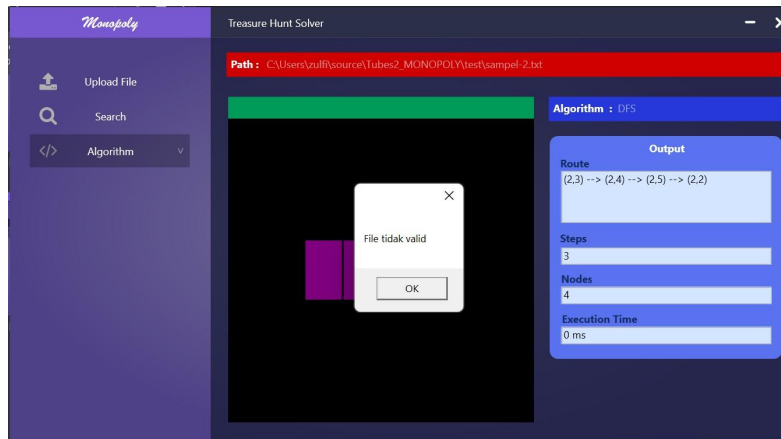 Monopoly
Treasure Hunt Solver
Path : C:\Users\zulfi\source\Tubes2_MONOPOLY\test\sampel-2.txt
Upload File
Search
</> Algorithm v
Algorithm : DFS
Output
Route
(2,3) --> (2,4) --> (2,5) --> (2,2)
Steps
3
Nodes
4
Execution Time
0 ms
File tidak valid
OK